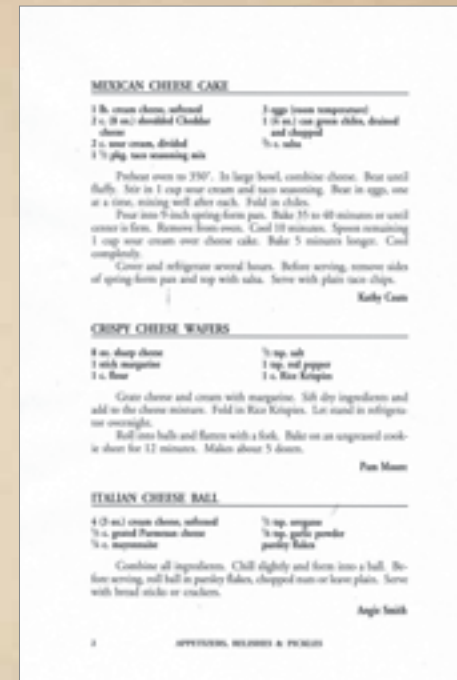 MEXICAN CHEESE CAKE
1 lb. cream cheese, softened
2 c. (8 oz.) shredded Cheddar
cheese
2 c. sour cream, divided
1 ½ pkg. taco seasoning mix
3 eggs (room temperature)
1 (4 oz.) can green chiles, drained
and chopped
c. salsa
Preheat oven to 350°. In large bowl, combine cheese. Beat until
fluffy. Stir in 1 cup sour cream and taco seasoning. Beat in eggs, one
at a time, mixing well after each. Fold in chiles.
Pour into 9-inch spring-form pan. Bake 35 to 40 minutes or until
center is firm. Remove from oven. Cool 10 minutes. Spoon remaining
1 cup sour cream over cheese cake. Bake 5 minutes longer. Cool
completely.
Cover and refrigerate several hours. Before serving, remove sides
of spring-form pan and top with salsa. Serve with plain taco chips.
Kathy Coats
CRISPY CHEESE WAFERS
8 oz. sharp cheese
1 stick margarine
1 c. flour
½ tsp. salt
1 tsp. red pepper
1 c. Rice Krispies
Grate cheese and cream with margarine. Sift dry ingredients and
add to the cheese mixture. Fold in Rice Krispies. Let stand in refrigera-
tor overnight.
Roll into balls and flatten with a fork. Bake on an ungreased cook-
ie sheet for 12 minutes. Makes about 5 dozen.
Pam Moore
ITALIAN CHEESE BALL
4 (3 oz.) cream cheese, softened
c. grated Parmesan cheese
c. mayonnaise
½ tsp. oregano
tsp. garlic powder
parsley flakes
Combine all ingredients. Chill slightly and form into a ball. Be-
fore serving, roll ball in parsley flakes, chopped nuts or leave plain. Serve
with bread sticks or crackers.
Angie Smith
2 APPETIZERS, RELISHES & PICKLES